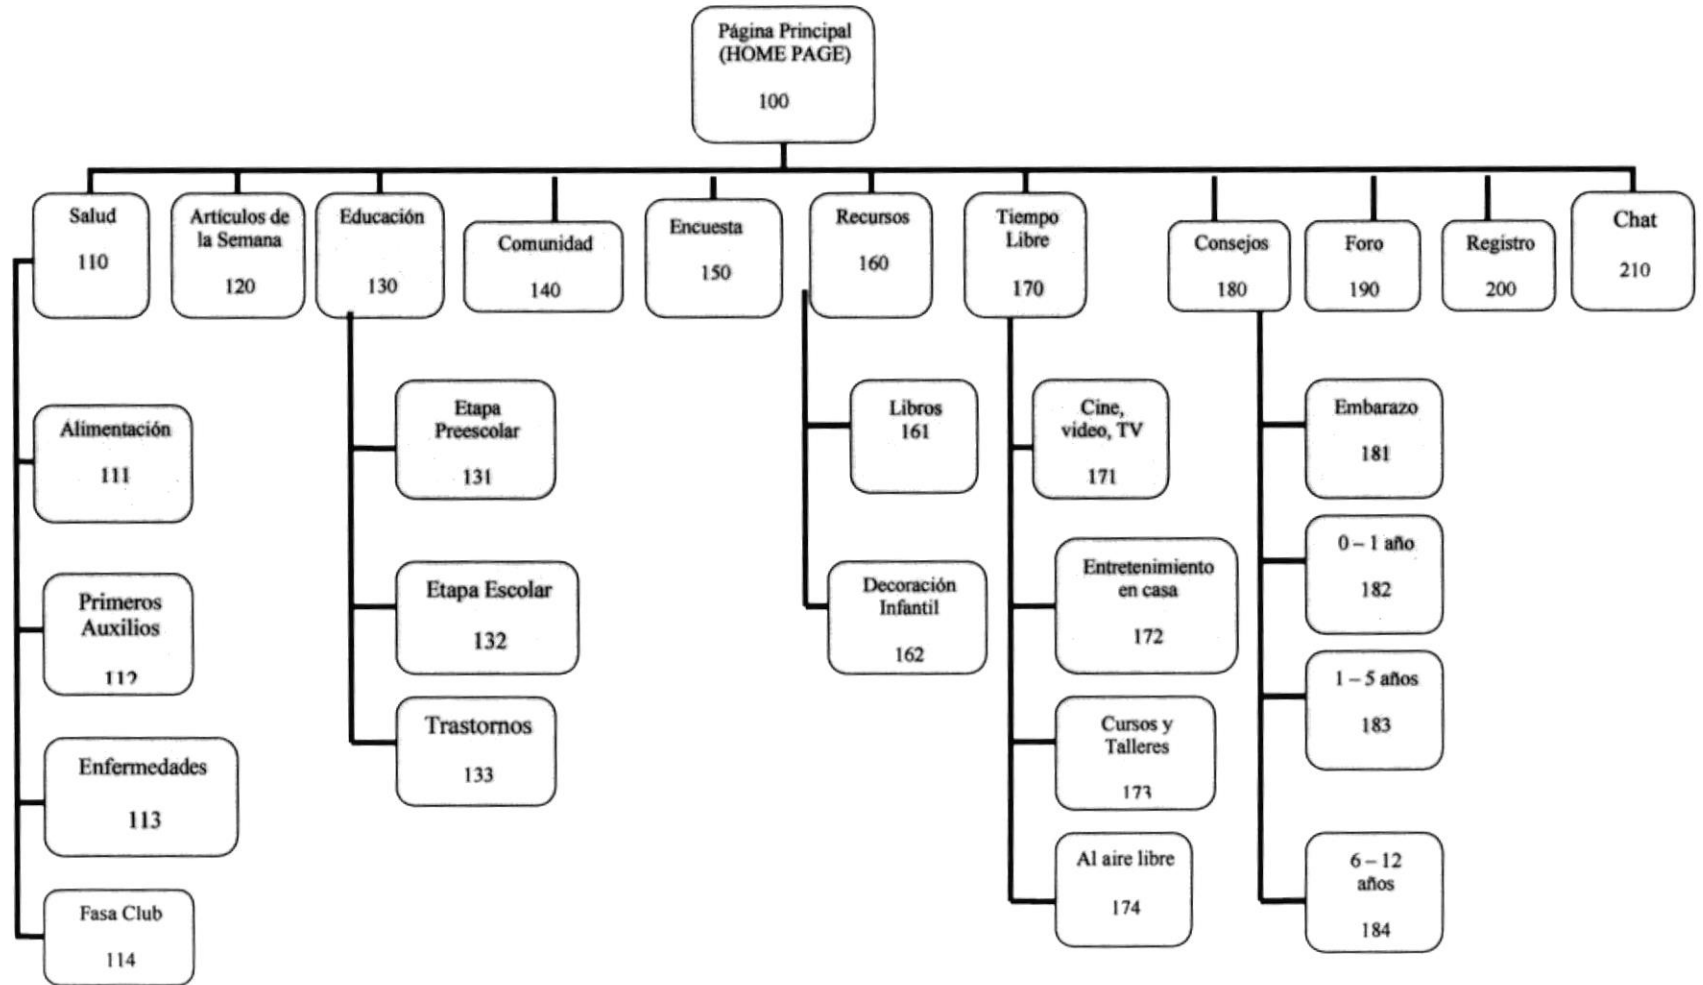 Página Principal
(HOME PAGE)
100
Salud
110
Artículos de
la Semana
120
Educación
130
Comunidad
140
Encuesta
150
Recursos
160
Tiempo
Libre
170
Consejos
180
Foro
190
Registro
200
Chat
210
Alimentación
111
Primeros
Auxilios
112
Enfermedades
113
Fasa Club
114
Etapa
Preescolar
131
Etapa Escolar
132
Trastornos
133
Libros
161
Decoración
Infantil
162
Cine,
video, TV
171
Entretenimiento
en casa
172
Cursos y
Talleres
173
Al aire libre
174
Embarazo
181
0 – 1 año
182
1 – 5 años
183
6 – 12
años
184